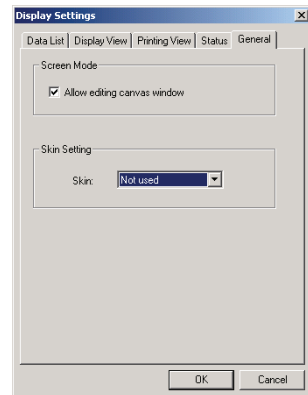 Display Settings
Data List Display View Printing View Status General
Screen Mode
Allow editing canvas window
Skin Setting
Skin: Not used
OK Cancel